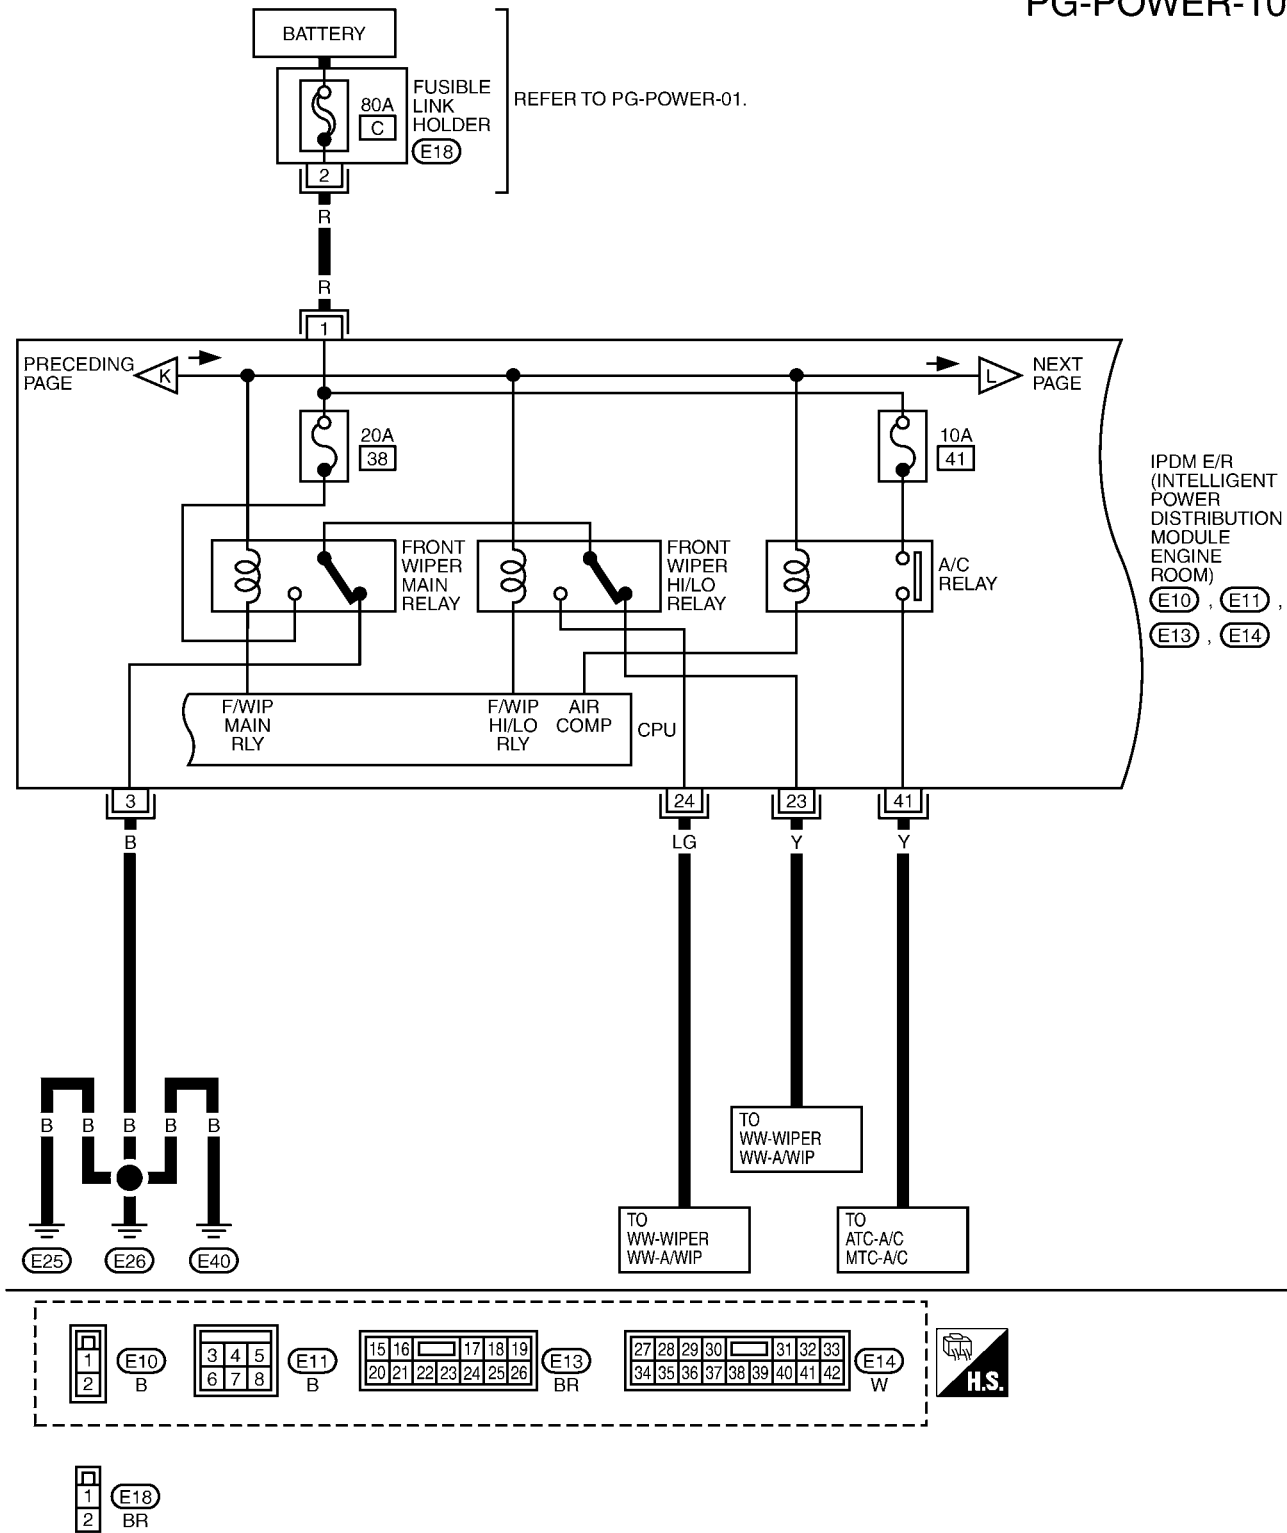 PG-POWER-10
BATTERY
80A
C
FUSIBLE
LINK
HOLDER
E18
REFER TO PG-POWER-01.
2
R
R
1
PRECEDING
PAGE
K
L
NEXT
PAGE
20A
38
10A
41
IPDM E/R
(INTELLIGENT
POWER
DISTRIBUTION
MODULE
ENGINE
ROOM)
E10 , E11 ,
E13 , E14
FRONT
WIPER
MAIN
RELAY
FRONT
WIPER
HI/LO
RELAY
A/C
RELAY
F/WIP
MAIN
RLY
F/WIP
HI/LO
RLY
AIR
COMP
CPU
3
24
23
41
B
LG
Y
Y
B B B B B
TO
WW-WIPER
WW-A/WIP
TO
WW-WIPER
WW-A/WIP
TO
ATC-A/C
MTC-A/C
E25
E26
E40
1
2
E10
B
3 4 5
6 7 8
E11
B
15 16 17 18 19
20 21 22 23 24 25 26
E13
BR
27 28 29 30 31 32 33
34 35 36 37 38 39 40 41 42
E14
W
H.S.
1
2
E18
BR